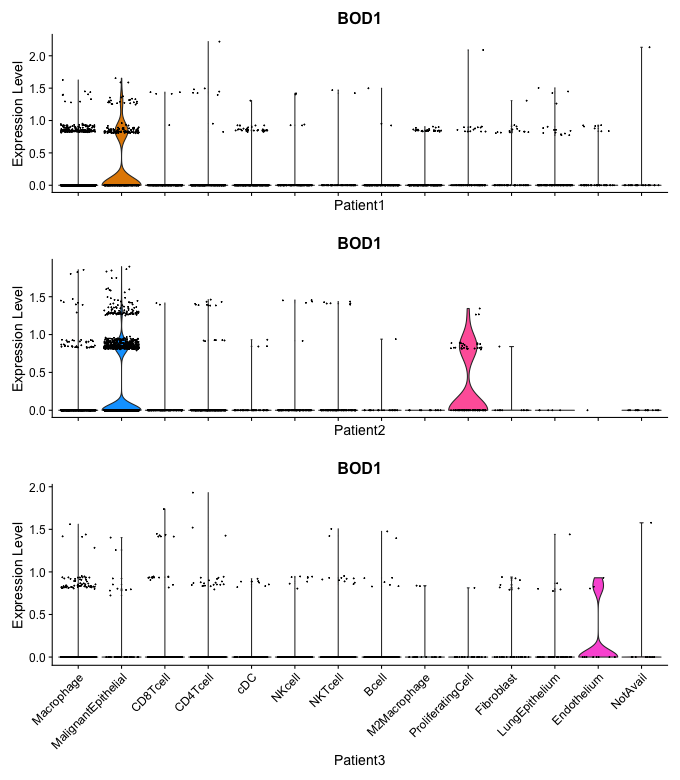 BOD1
Expression Level
2.0
1.5
1.0
0.5
0.0
Patient1
BOD1
Expression Level
1.5
1.0
0.5
0.0
Patient2
BOD1
Expression Level
2.0
1.5
1.0
0.5
0.0
Macrophage
MalignantEpithelial
CD8Tcell
CD4Tcell
cDC
NKcell
NKTcell
Bcell
M2Macrophage
ProliferatingCell
Fibroblast
LungEpithelium
Endothelium
NotAvail
Patient3